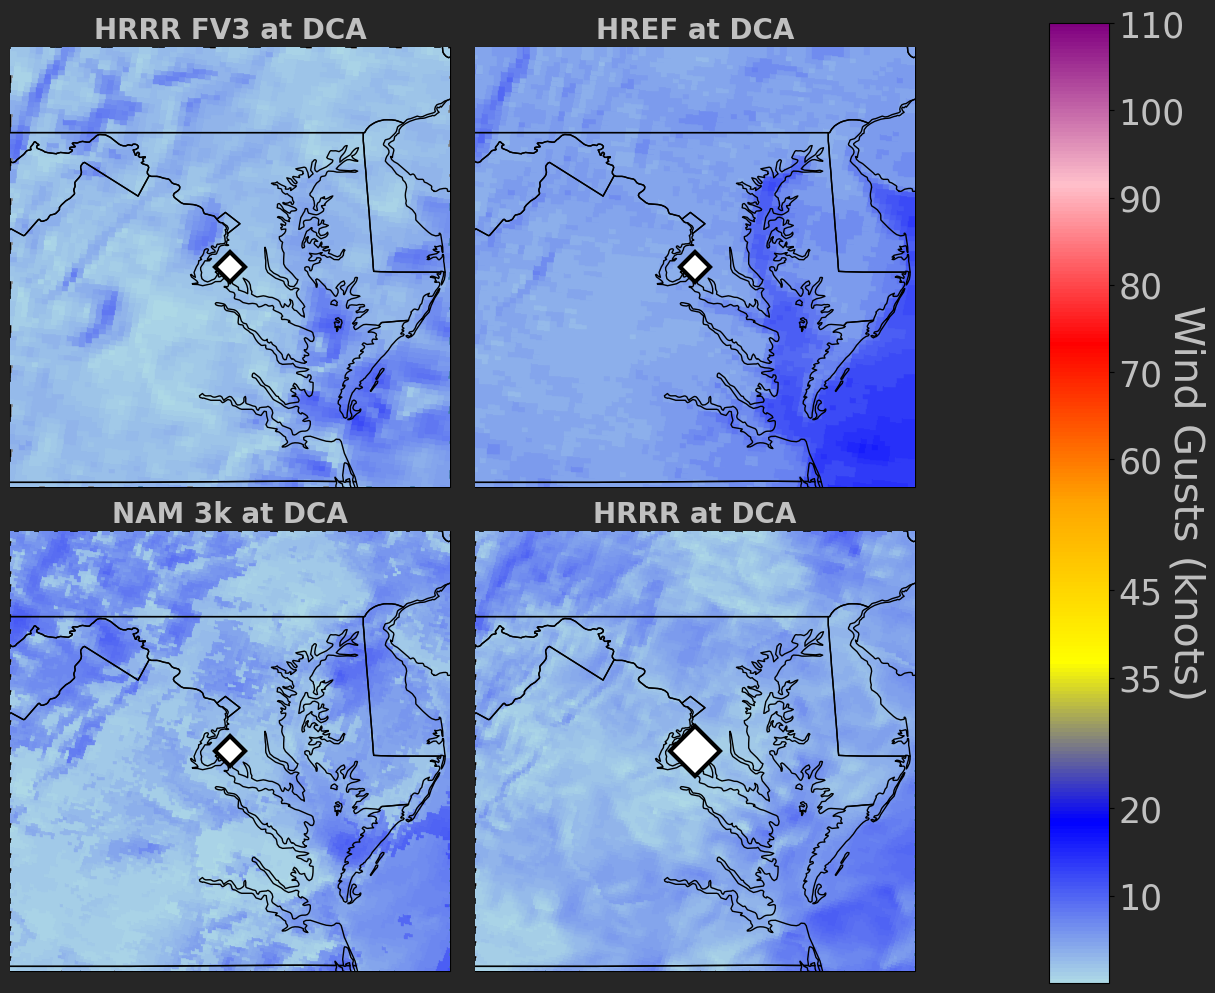 HRRR FV3 at DCA
HREF at DCA
NAM 3k at DCA
HRRR at DCA
110
100
90
80
70
60
45
35
20
10
Wind Gusts (knots)